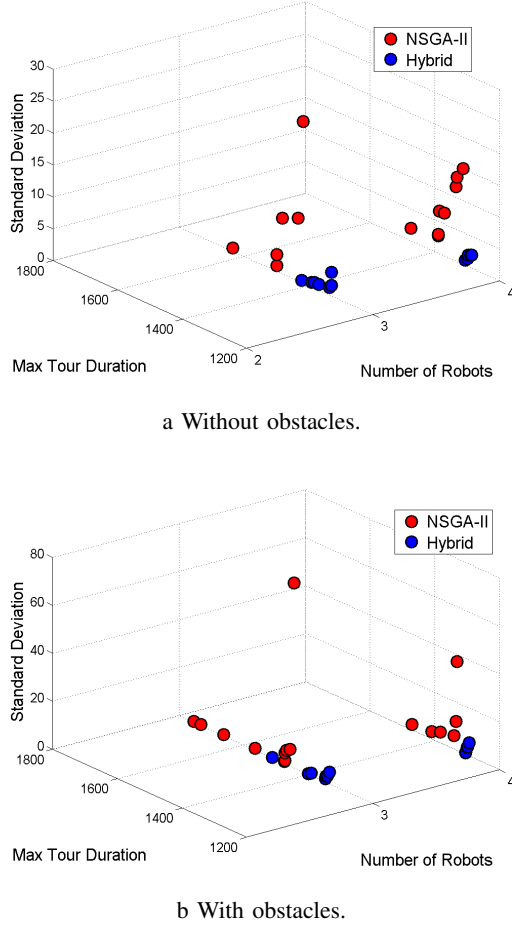 NSGA-II
Hybrid
30
25
20
15
10
5
0
Standard Deviation
1800
1600
1400
1200
2
3
4
Max Tour Duration
Number of Robots
a Without obstacles.
NSGA-II
Hybrid
80
60
40
20
0
Standard Deviation
1800
1600
1400
1200
3
4
Max Tour Duration
Number of Robots
b With obstacles.